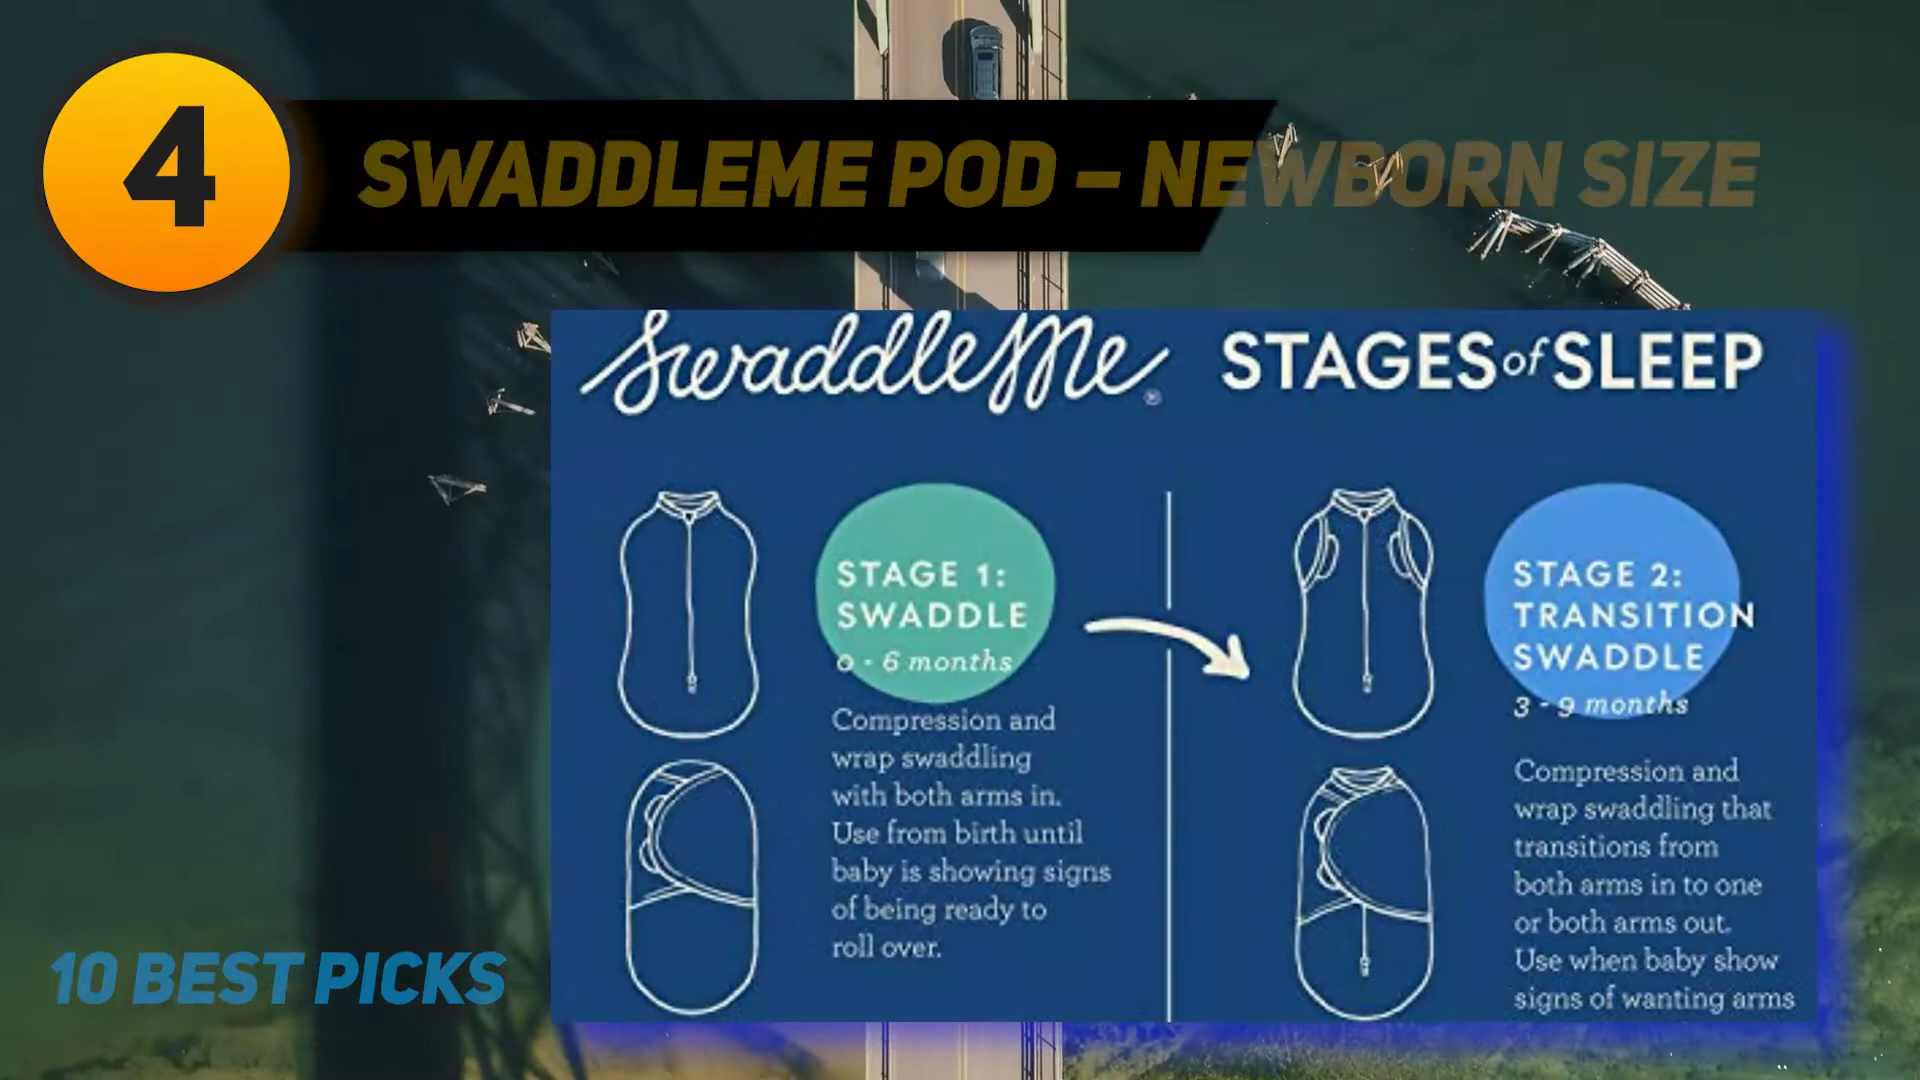 4
SWADDLEME POD – NEWBORN SIZE
SwaddleMe®
STAGES of SLEEP
STAGE 1:
SWADDLE
0 - 6 months
Compression and
wrap swaddling
with both arms in.
Use from birth until
baby is showing signs
of being ready to
roll over.
STAGE 2:
TRANSITION
SWADDLE
3 - 9 months
Compression and
wrap swaddling that
transitions from
both arms in to one
or both arms out.
Use when baby show
signs of wanting arms
10 BEST PICKS